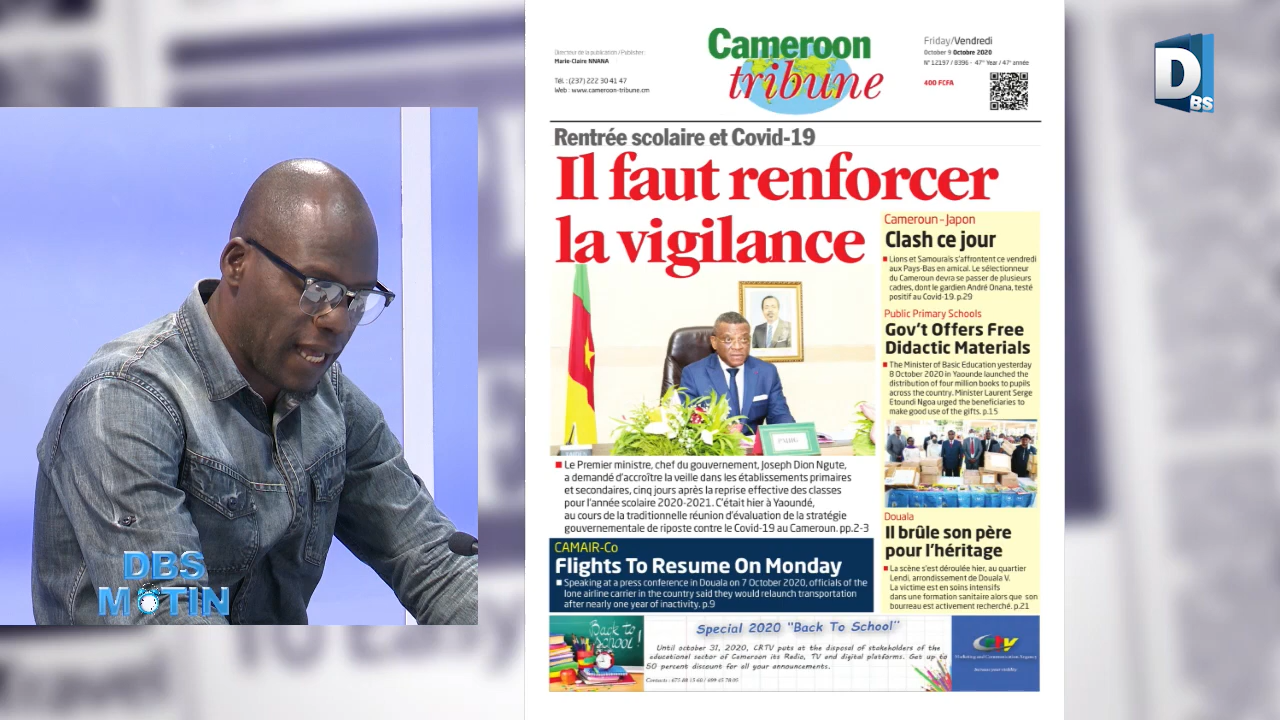 DBS
MOTIN
Directeur de la publication / Publisher:
Marie-Claire NNANA
Tél. : (237) 222 30 41 47
Web : www.cameroon-tribune.cm
Cameroon
tribune
Friday/Vendredi
October 9 Octobre 2020
N° 12197 / 8396 - 47th Year / 47e année
400 FCFA
DBS
Rentrée scolaire et Covid-19
Il faut renforcer
la vigilance
Le Premier ministre, chef du gouvernement, Joseph Dion Ngute,
a demandé d'accroître la veille dans les établissements primaires
et secondaires, cinq jours après la reprise effective des classes
pour l'année scolaire 2020-2021. C'était hier à Yaoundé,
au cours de la traditionnelle réunion d'évaluation de la stratégie
gouvernementale de riposte contre le Covid-19 au Cameroun. pp.2-3
CAMAIR-Co
Flights To Resume On Monday
Speaking at a press conference in Douala on 7 October 2020, officials of the
lone airline carrier in the country said they would relaunch transportation
after nearly one year of inactivity. p.9
Cameroun - Japon
Clash ce jour
Lions et Samouraïs s'affrontent ce vendredi
aux Pays-Bas en amical. Le sélectionneur
du Cameroun devra se passer de plusieurs
cadres, dont le gardien André Onana, testé
positif au Covid-19. p.29
Public Primary Schools
Gov't Offers Free
Didactic Materials
The Minister of Basic Education yesterday
8 October 2020 in Yaounde launched the
distribution of four million books to pupils
across the country. Minister Laurent Serge
Etoundi Ngoa urged the beneficiaries to
make good use of the gifts. p.15
Douala
Il brûle son père
pour l'héritage
La scène s'est déroulée hier, au quartier
Lendi, arrondissement de Douala V.
La victime est en soins intensifs
dans une formation sanitaire alors que son
bourreau est activement recherché. p.21
Back to
School!
Special 2020 "Back To School"
Until october 31, 2020, CRTV puts at the disposal of stakeholders of the
educational sector of Cameroon its Radio, TV and digital platforms. Get up to
50 percent discount for all your announcements.
Marketing and Communication Agency